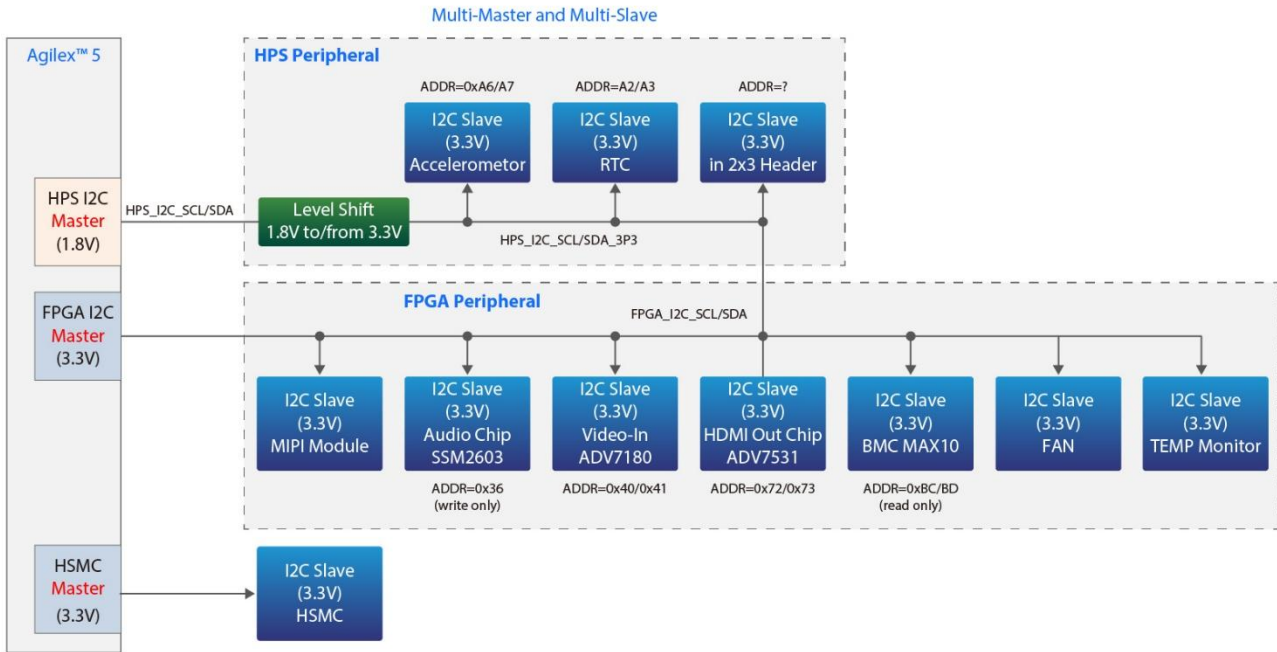 Multi-Master and Multi-Slave
Agilex™ 5
HPS Peripheral
ADDR=0xA6/A7
ADDR=A2/A3
ADDR=?
I2C Slave
(3.3V)
Accelerometor
I2C Slave
(3.3V)
RTC
I2C Slave
(3.3V)
in 2x3 Header
HPS I2C
Master
(1.8V)
HPS_I2C_SCL/SDA
Level Shift
1.8V to/from 3.3V
HPS_I2C_SCL/SDA_3P3
FPGA Peripheral
FPGA I2C
Master
(3.3V)
FPGA_I2C_SCL/SDA
I2C Slave
(3.3V)
MIPI Module
I2C Slave
(3.3V)
Audio Chip
SSM2603
I2C Slave
(3.3V)
Video-In
ADV7180
I2C Slave
(3.3V)
HDMI Out Chip
ADV7531
I2C Slave
(3.3V)
BMC MAX10
I2C Slave
(3.3V)
FAN
I2C Slave
(3.3V)
TEMP Monitor
ADDR=0x36
(write only)
ADDR=0x40/0x41
ADDR=0x72/0x73
ADDR=0xBC/BD
(read only)
HSMC
Master
(3.3V)
I2C Slave
(3.3V)
HSMC